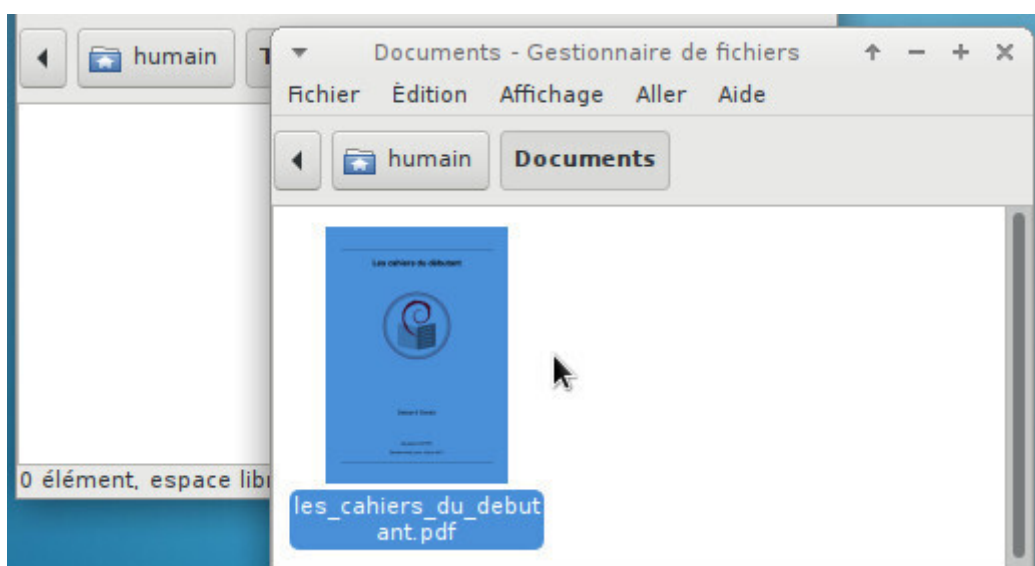 humain
Documents - Gestionnaire de fichiers
Fichier Édition Affichage Aller Aide
humain Documents
Les cahiers du débutant
0 élément, espace
les_cahiers_du_debut
ant.pdf